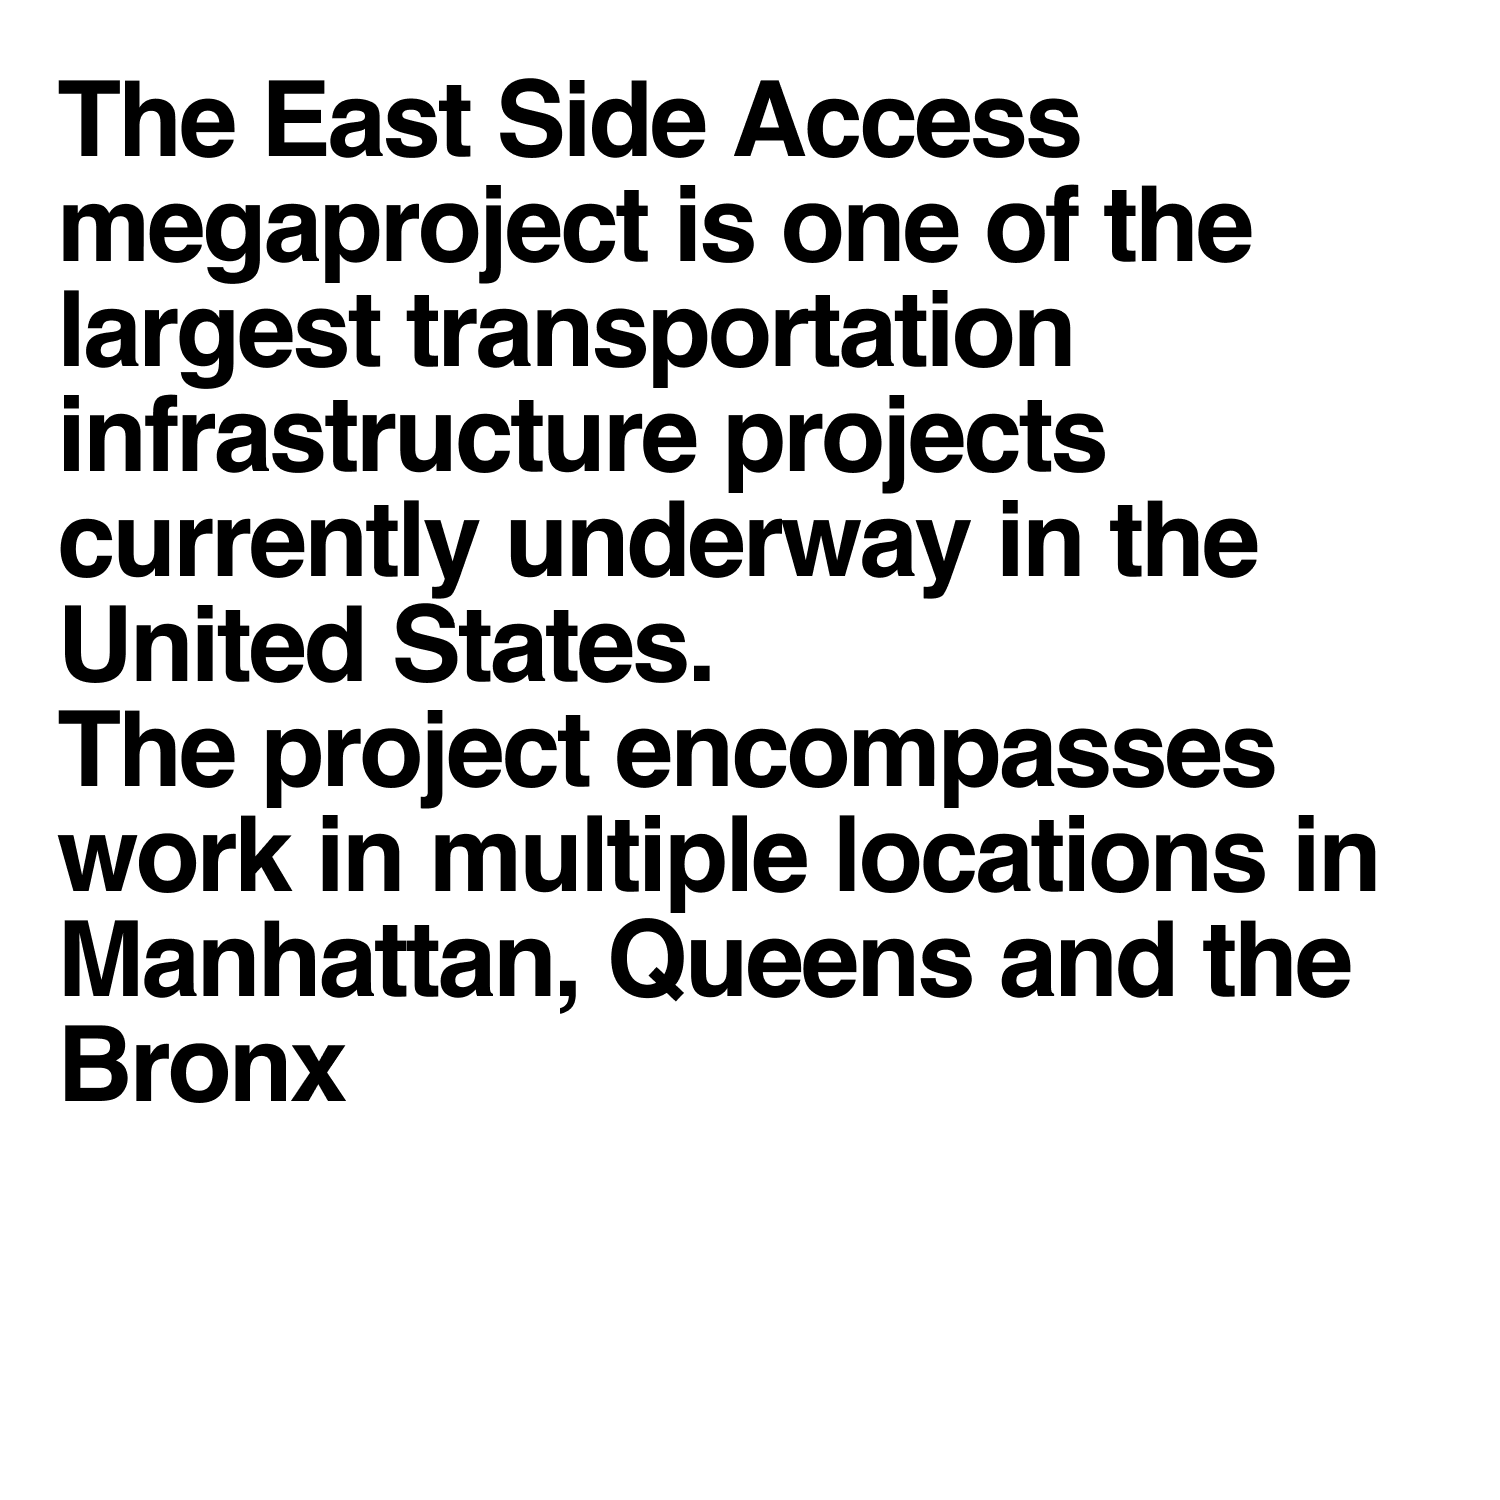 The East Side Access
megaproject is one of the
largest transportation
infrastructure projects
currently underway in the
United States.
The project encompasses
work in multiple locations in
Manhattan, Queens and the
Bronx